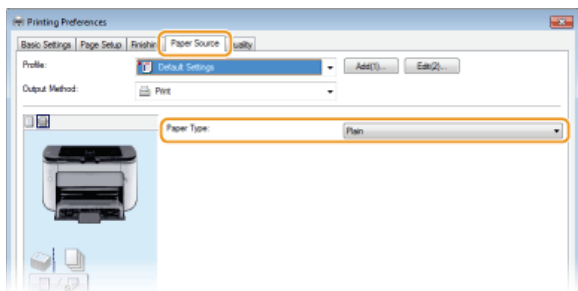 Printing Preferences
Basic Settings Page Setup Finishin Paper Source uality
Profile: Default Settings Add(1)... Edit(2)...
Output Method: Print
Paper Type: Plain